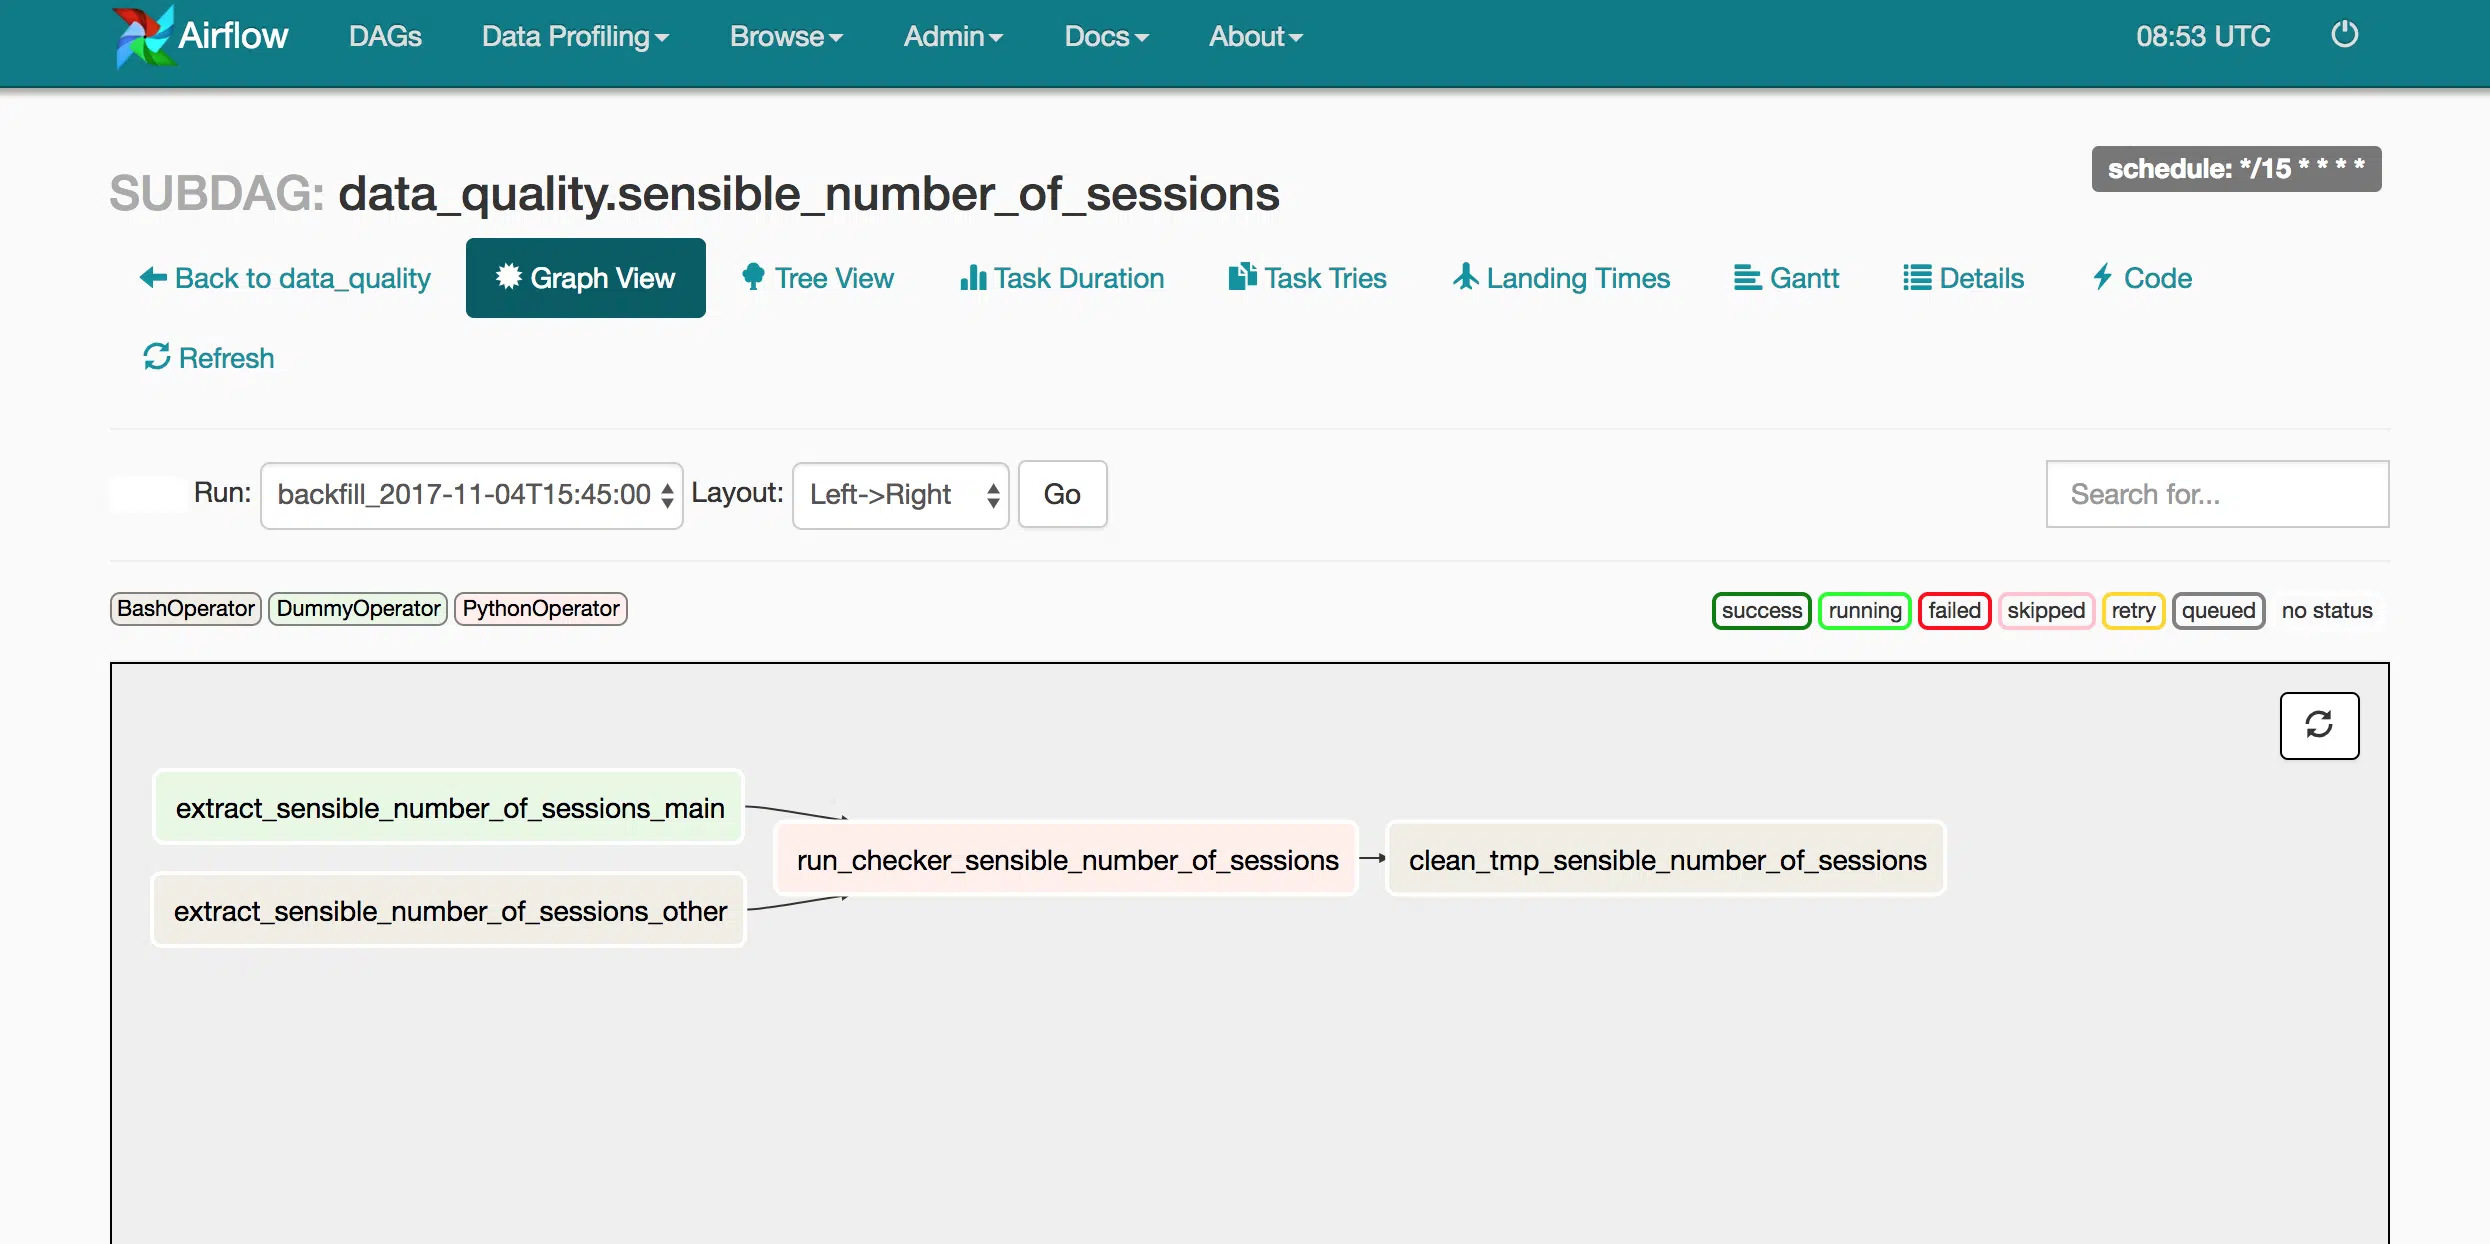 Airflow DAGs Data Profiling Browse Admin Docs About 08:53 UTC
schedule: */15 * * * *
SUBDAG: data_quality.sensible_number_of_sessions
Back to data_quality Graph View Tree View Task Duration Task Tries Landing Times Gantt Details Code
Refresh
Run: backfill_2017-11-04T15:45:00 Layout: Left->Right Go Search for...
BashOperator DummyOperator PythonOperator success running failed skipped retry queued no status
extract_sensible_number_of_sessions_main
run_checker_sensible_number_of_sessions clean_tmp_sensible_number_of_sessions
extract_sensible_number_of_sessions_other